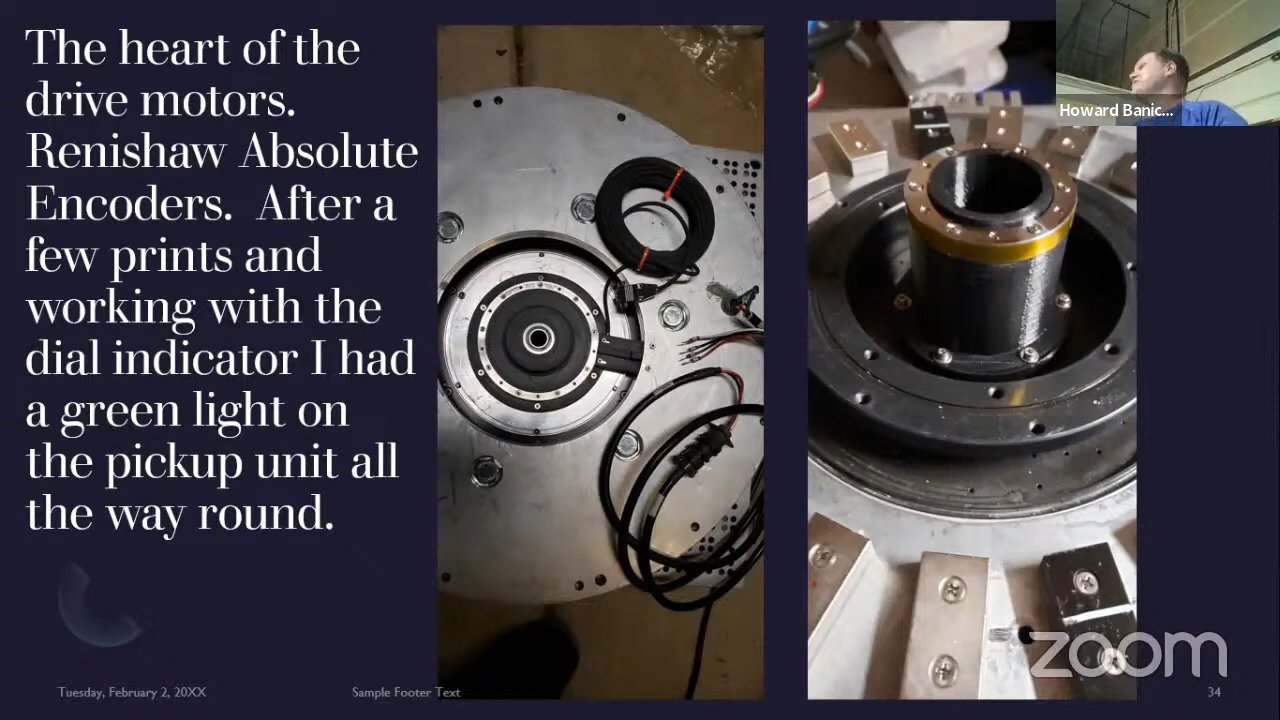 The heart of the
drive motors.
Renishaw Absolute
Encoders.  After a
few prints and
working with the
dial indicator I had
a green light on
the pickup unit all
the way round.
Howard Banic...
zoom
Tuesday, February 2, 20XX
Sample Footer Text
34